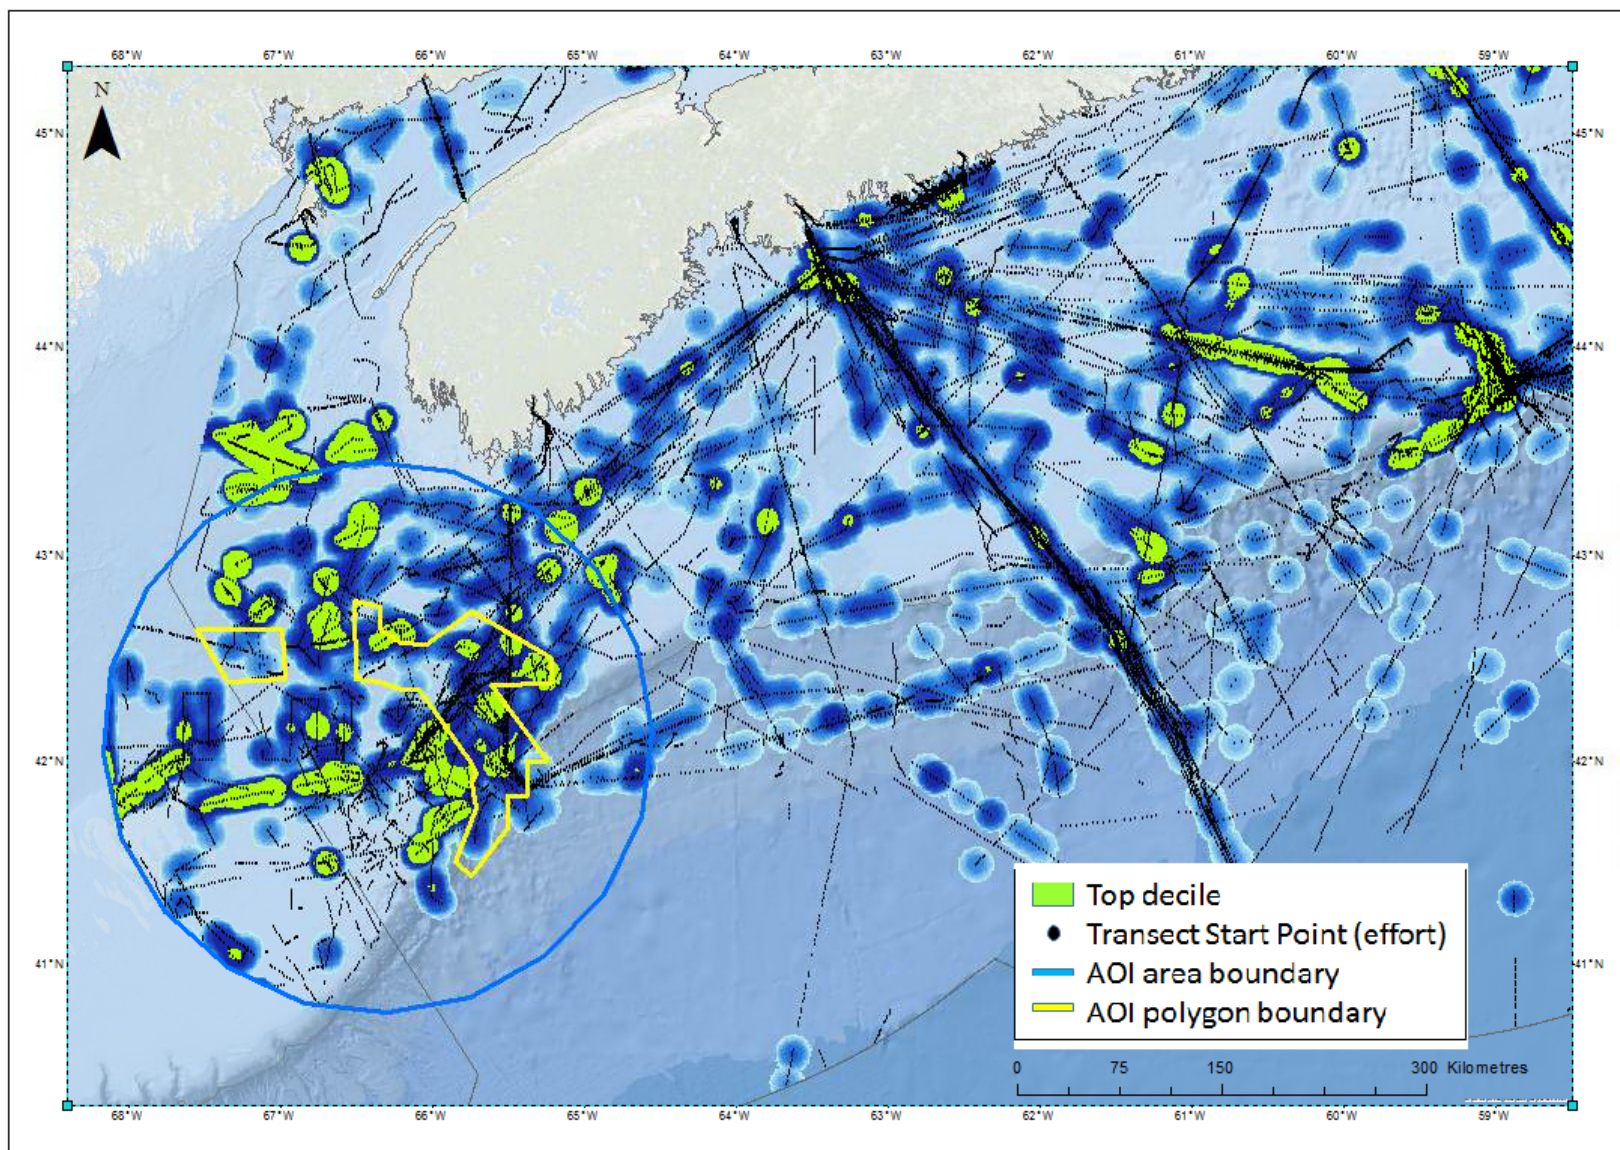 68°W 67°W 66°W 65°W 64°W 63°W 62°W 61°W 60°W 59°W
N
45°N 45°N
44°N 44°N
43°N 43°N
42°N 42°N
Top decile
Transect Start Point (effort)
41°N 41°N
AOI area boundary
AOI polygon boundary
0 75 150 300 Kilometres
68°W 67°W 66°W 65°W 64°W 63°W 62°W 61°W 60°W 59°W